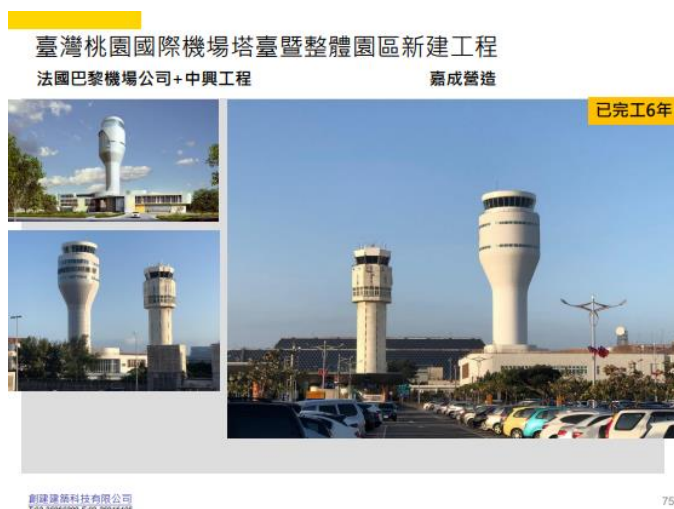 臺灣桃園國際機場塔臺暨整體園區新建工程
法國巴黎機場公司+中興工程 嘉成營造
已完工6年
創建建築科技有限公司
75